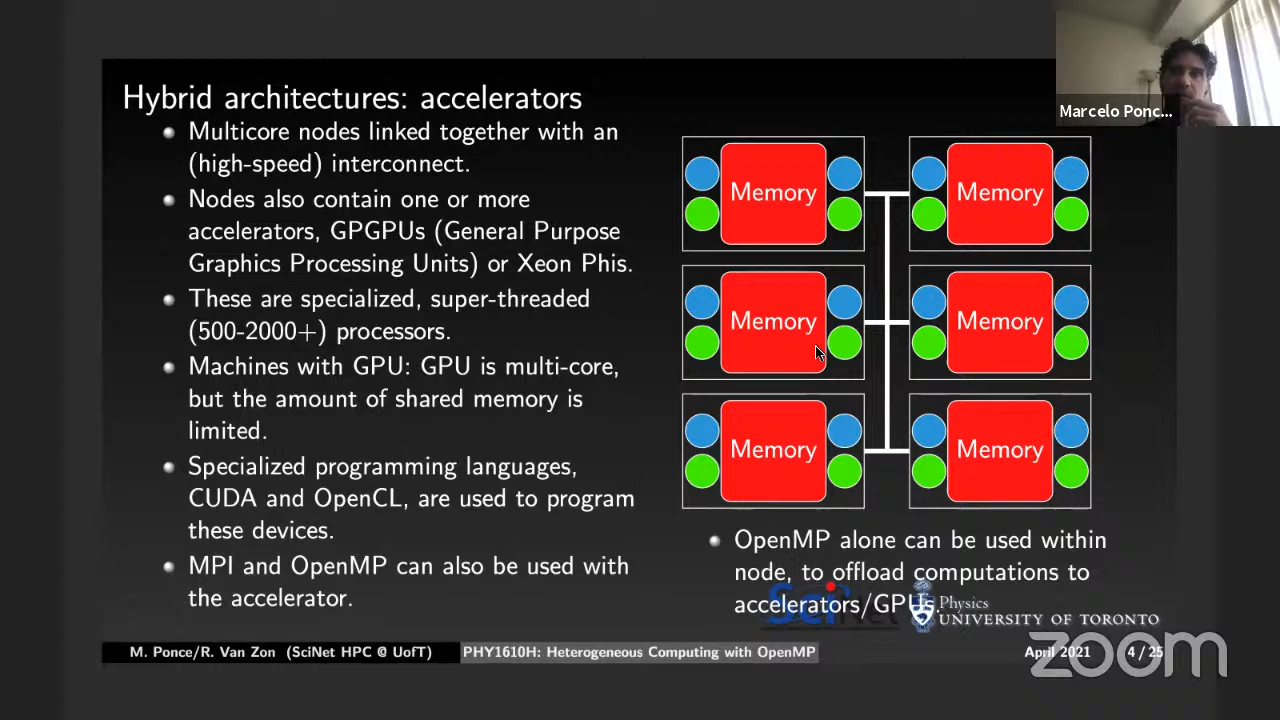 Marcelo Ponc...
Hybrid architectures: accelerators
Multicore nodes linked together with an
(high-speed) interconnect.
Nodes also contain one or more
accelerators, GPGPUs (General Purpose
Graphics Processing Units) or Xeon Phis.
These are specialized, super-threaded
(500-2000+) processors.
Machines with GPU: GPU is multi-core,
but the amount of shared memory is
limited.
Specialized programming languages,
CUDA and OpenCL, are used to program
these devices.
MPI and OpenMP can also be used with
the accelerator.
Memory Memory
Memory Memory
Memory Memory
OpenMP alone can be used within
node, to offload computations to
accelerators/GPUs.
SciNet
Physics
UNIVERSITY OF TORONTO
M. Ponce/R. Van Zon (SciNet HPC @ UofT) PHY1610H: Heterogeneous Computing with OpenMP April 2021 4 / 25
zoom